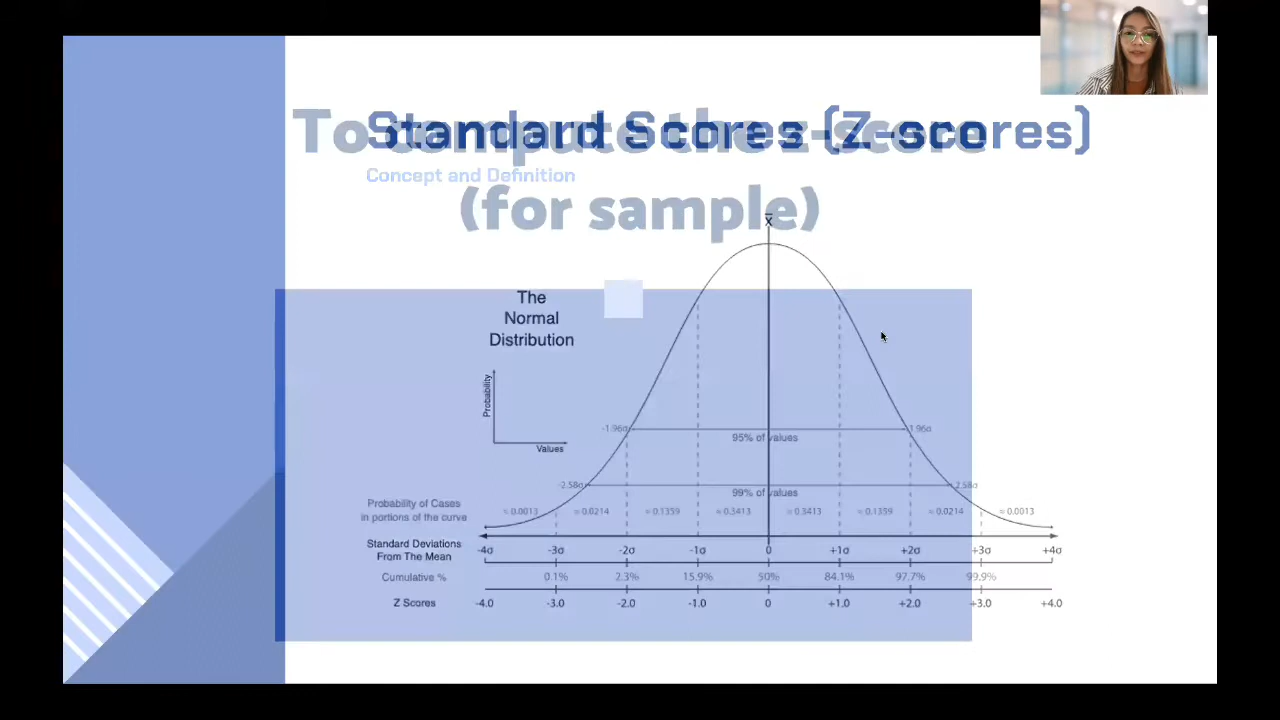 Standard Scores (Z-scores)
To compute the z-score
Concept and Definition
(for sample)
x̅
The
Normal
Distribution
Probability
Values
-1.96σ
1.96σ
95% of values
-2.58σ
2.58σ
99% of values
Probability of Cases
in portions of the curve
≈ 0.0013 ≈ 0.0214 ≈ 0.1359 ≈ 0.3413 ≈ 0.3413 ≈ 0.1359 ≈ 0.0214 ≈ 0.0013
Standard Deviations
From The Mean
-4σ -3σ -2σ -1σ 0 +1σ +2σ +3σ +4σ
Cumulative % 0.1% 2.3% 15.9% 50% 84.1% 97.7% 99.9%
Z Scores -4.0 -3.0 -2.0 -1.0 0 +1.0 +2.0 +3.0 +4.0